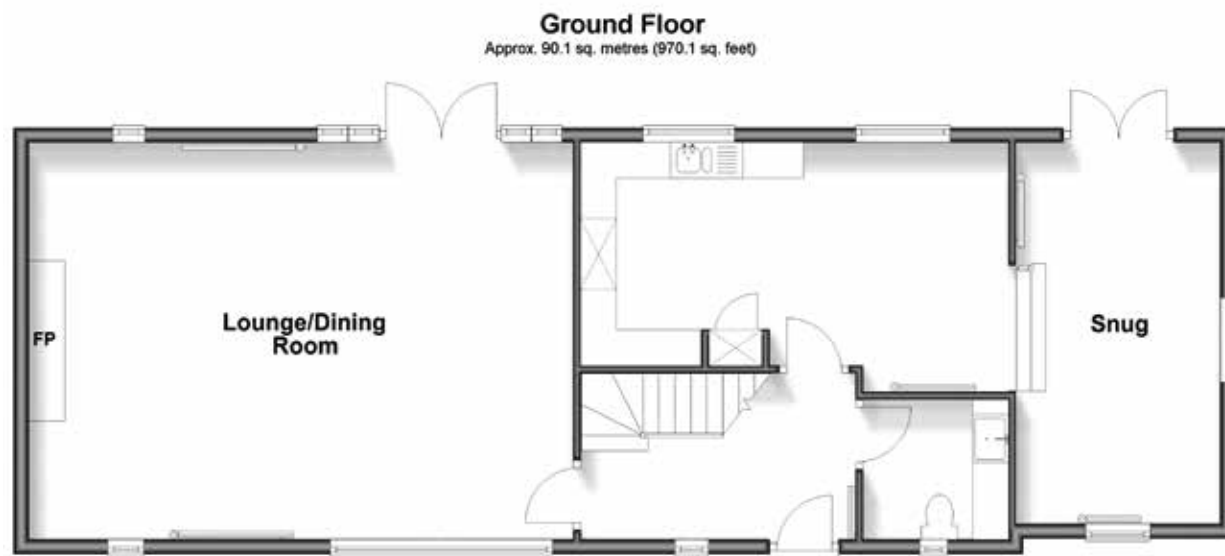 Ground Floor
Approx. 90.1 sq. metres (970.1 sq. feet)
FP
Lounge/Dining
Room
Snug